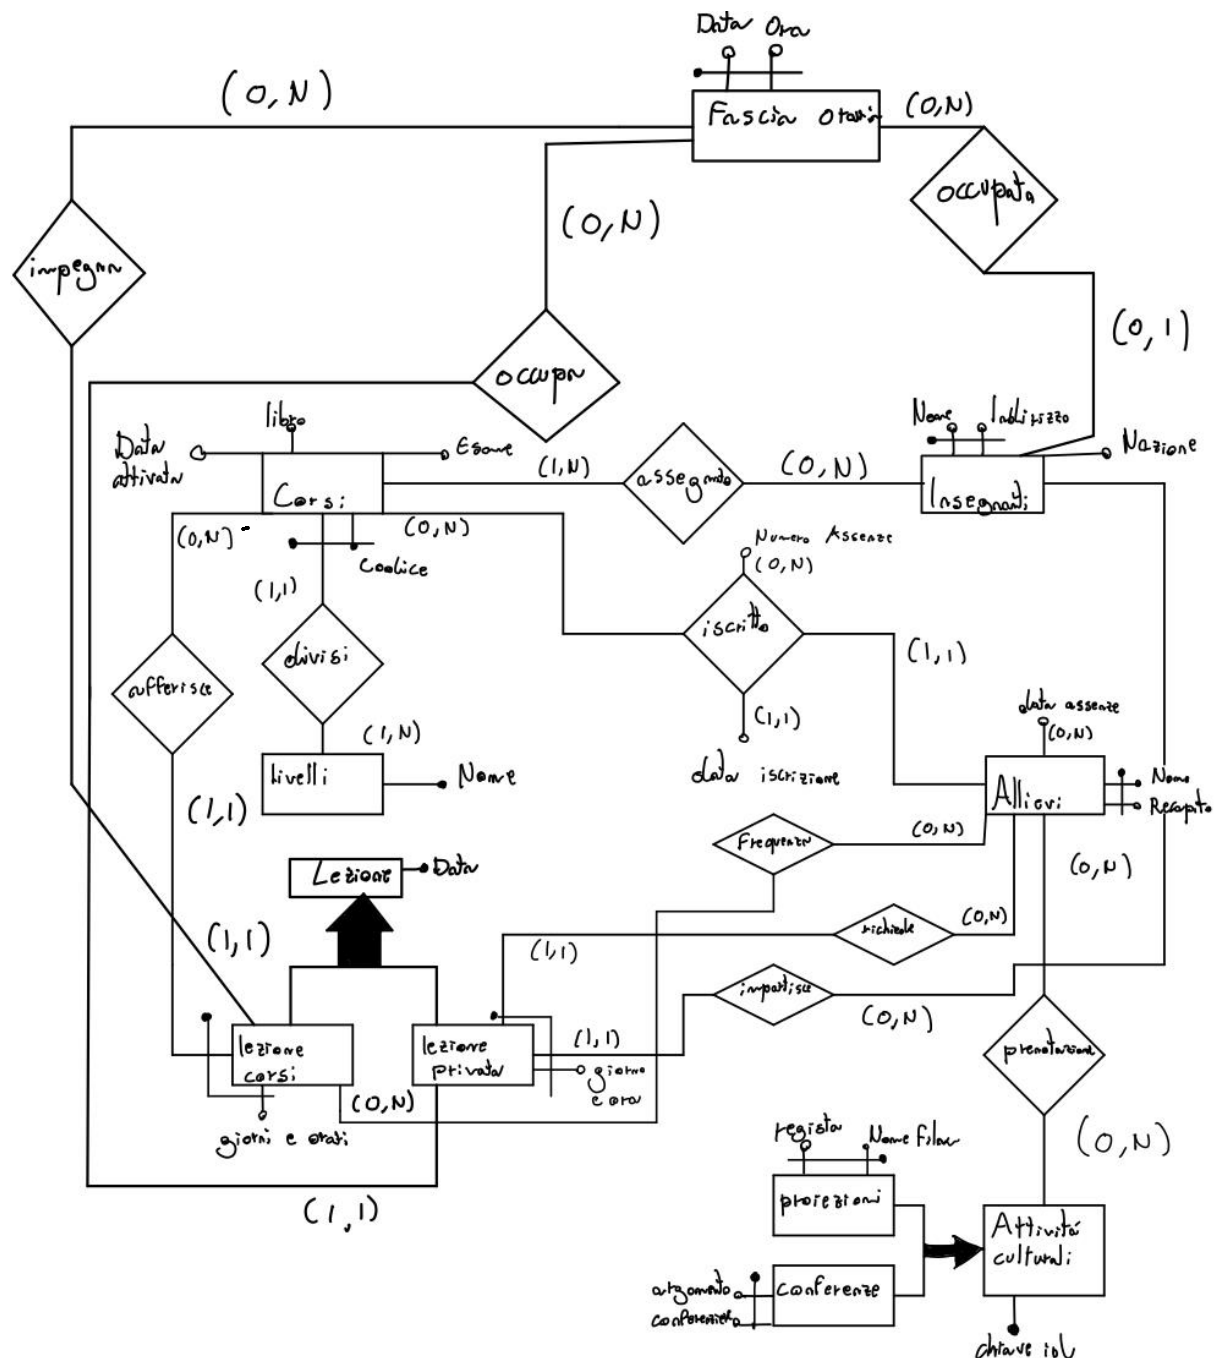 Data Ora
(0,N)
Fascia oraria
(0,N)
occupata
(0,N)
impegna
(0,1)
occupa
libro
Data
attivata
Esame
Nome
Indirizzo
Nazione
(1,N)
assegnato
(0,N)
Corsi
Insegnanti
(0,N)
(0,N)
Codice
Numero Assenze
(0,N)
(1,1)
iscritto
divisi
(1,1)
afferisce
(1,1)
data iscrizione
data assenze
(0,N)
(1,N)
Livelli
Nome
Allievi
Nome
Recapito
(1,1)
Frequenza
(0,N)
(0,N)
Lezione
Data
richiede
(0,N)
(1,1)
(1,1)
impartisce
(0,N)
lezione
corsi
lezione
privata
(1,1)
giorno
e ora
prenotazione
(0,N)
giorni e orari
(0,N)
regista
Nome Film
(1,1)
proiezioni
Attivitá
culturali
argomento
conferenziere
conferenze
chiave id